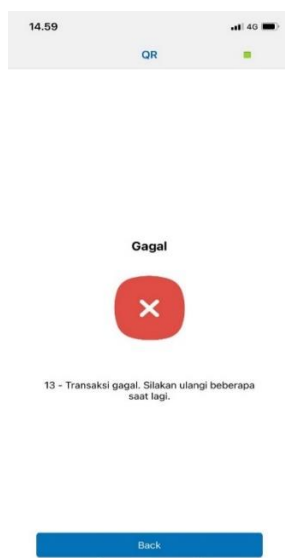 14.59
4G
QR
Gagal
13 - Transaksi gagal. Silakan ulangi beberapa
saat lagi.
Back